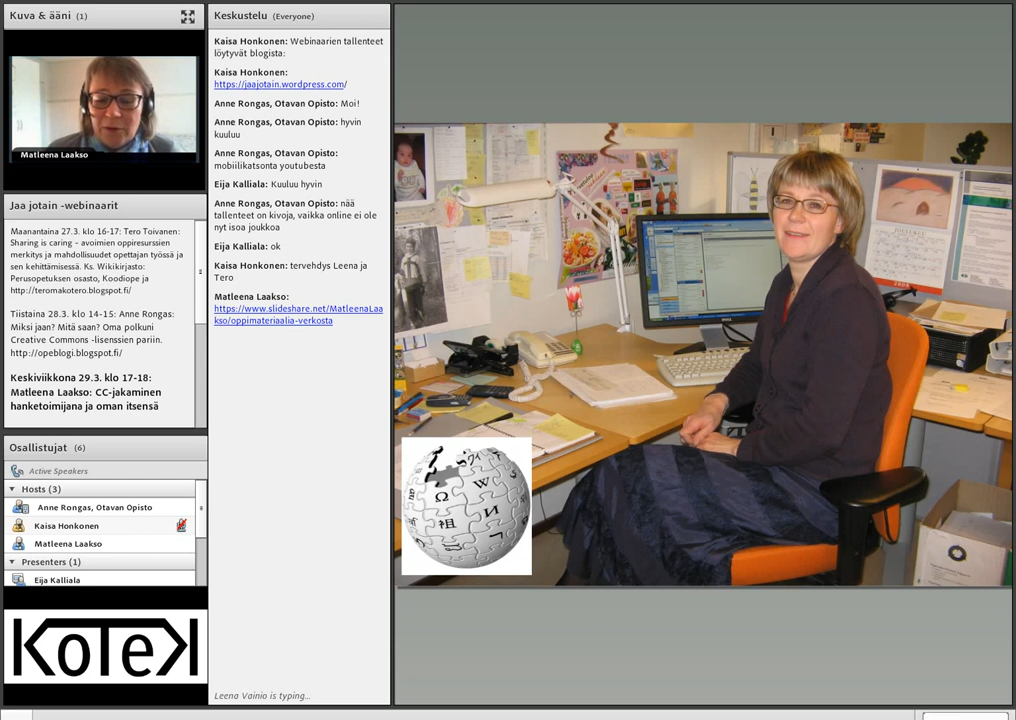 Kuva & ääni (1)
Matleena Laakso
Jaa jotain -webinaarit
Maanantaina 27.3. klo 16-17: Tero Toivanen:
Sharing is caring - avoimien oppiresurssien
merkitys ja mahdollisuudet opettajan työssä ja
sen kehittämisessä. Ks. Wikikirjasto:
Perusopetuksen osasto, Koodiope ja
http://teromakotero.blogspot.fi/
Tiistaina 28.3. klo 14-15: Anne Rongas:
Miksi jaan? Mitä saan? Oma polkuni
Creative Commons -lisenssien pariin.
http://opeblogi.blogspot.fi/
Keskiviikkona 29.3. klo 17-18:
Matleena Laakso: CC-jakaminen
hanketoimijana ja oman itsensä
Osallistujat (6)
Active Speakers
Hosts (3)
Anne Rongas, Otavan Opisto
Kaisa Honkonen
Matleena Laakso
Presenters (1)
Eija Kalliala
KoTeK
Keskustelu (Everyone)
Kaisa Honkonen: Webinaarien tallenteet
löytyvät blogista:
Kaisa Honkonen:
https://jaajotain.wordpress.com/
Anne Rongas, Otavan Opisto: Moi!
Anne Rongas, Otavan Opisto: hyvin
kuuluu
Anne Rongas, Otavan Opisto:
mobiilikatsonta youtubesta
Eija Kalliala: Kuuluu hyvin
Anne Rongas, Otavan Opisto: nää
tallenteet on kivoja, vaikka online ei ole
nyt isoa joukkoa
Eija Kalliala: ok
Kaisa Honkonen: tervehdys Leena ja
Tero
Matleena Laakso:
https://www.slideshare.net/MatleenaLaa
kso/oppimateriaalia-verkosta
Leena Vainio is typing...
DELL
Ω W
祖 И